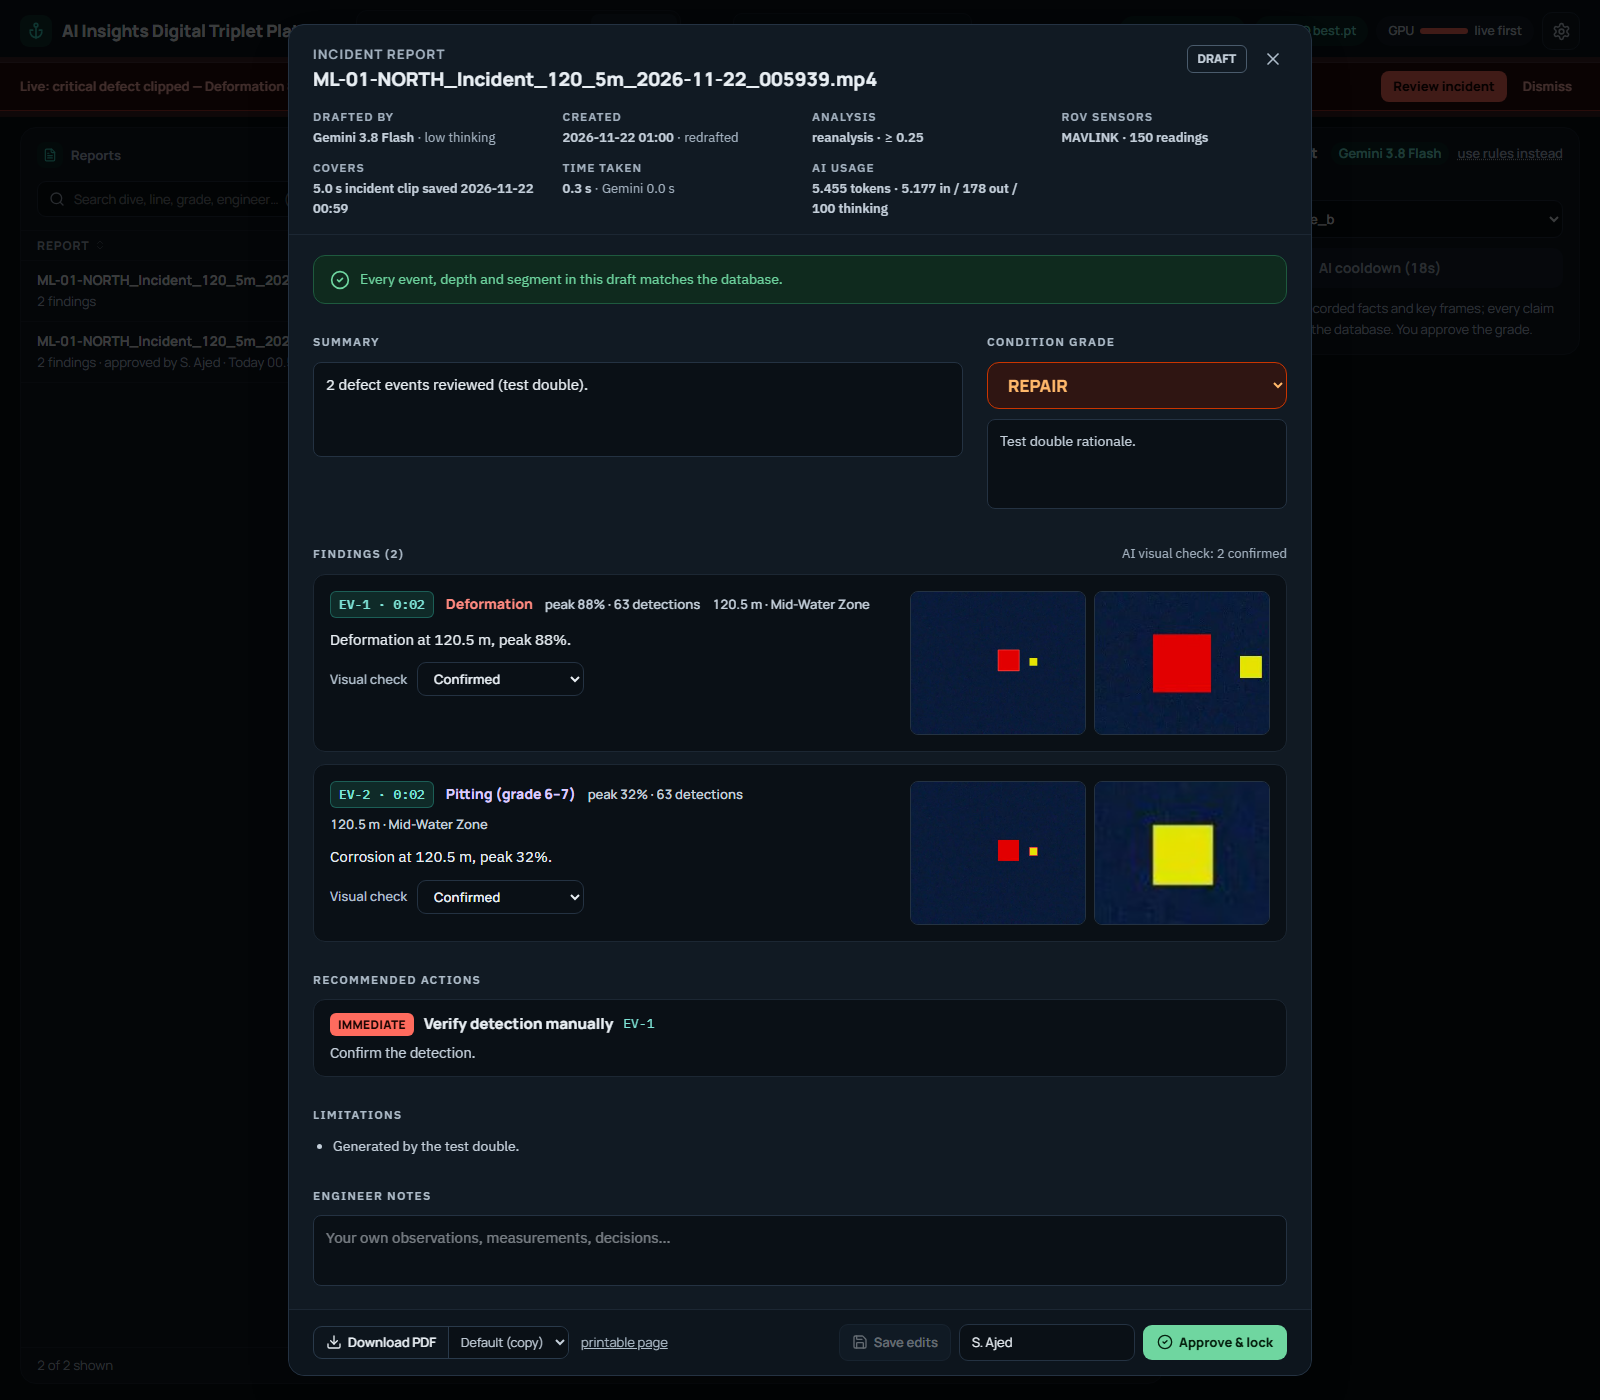 AI Insights Digital Triplet Pla
best.pt
GPU live first
Live: critical defect clipped — Deformation
Review incident Dismiss
Reports
Search dive, line, grade, engineer...
REPORT
ML-01-NORTH_Incident_120_5m_202
2 findings
ML-01-NORTH_Incident_120_5m_202
2 findings · approved by S. Ajed · Today 00:
2 of 2 shown
Gemini 3.8 Flash use rules instead
e_b
AI cooldown (18s)
corded facts and key frames; every claim
the database. You approve the grade.
INCIDENT REPORT
ML-01-NORTH_Incident_120_5m_2026-11-22_005939.mp4
DRAFT
DRAFTED BY
Gemini 3.8 Flash · low thinking
CREATED
2026-11-22 01:00 · redrafted
ANALYSIS
reanalysis · ≥ 0.25
ROV SENSORS
MAVLINK · 150 readings
COVERS
5.0 s incident clip saved 2026-11-22
00:59
TIME TAKEN
0.3 s · Gemini 0.0 s
AI USAGE
5.455 tokens · 5.177 in / 178 out /
100 thinking
Every event, depth and segment in this draft matches the database.
SUMMARY
2 defect events reviewed (test double).
CONDITION GRADE
REPAIR
Test double rationale.
FINDINGS (2)
AI visual check: 2 confirmed
EV-1 · 0:02 Deformation peak 88% · 63 detections 120.5 m · Mid-Water Zone
Deformation at 120.5 m, peak 88%.
Visual check Confirmed
EV-2 · 0:02 Pitting (grade 6–7) peak 32% · 63 detections
120.5 m · Mid-Water Zone
Corrosion at 120.5 m, peak 32%.
Visual check Confirmed
RECOMMENDED ACTIONS
IMMEDIATE Verify detection manually EV-1
Confirm the detection.
LIMITATIONS
• Generated by the test double.
ENGINEER NOTES
Your own observations, measurements, decisions...
Download PDF Default (copy) printable page
Save edits S. Ajed Approve & lock